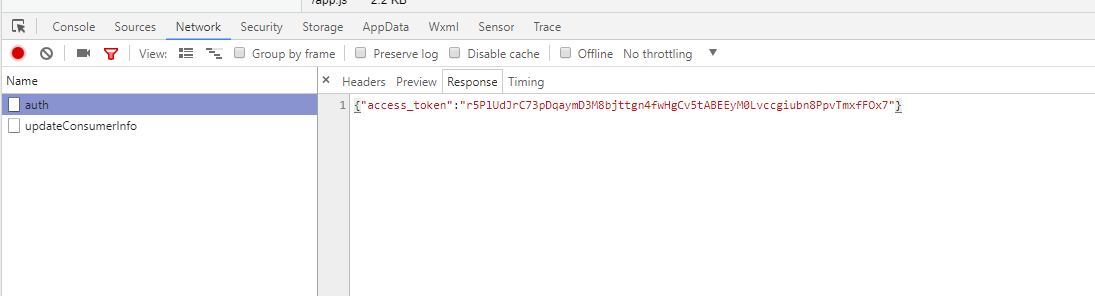 /app.js 2.2 KB
Console Sources Network Security Storage AppData Wxml Sensor Trace
View: Group by frame Preserve log Disable cache Offline No throttling
Name
× Headers Preview Response Timing
auth
1 {"access_token":"r5PlUdJrC73pDqaymD3M8bjttgn4fwHgCv5tABEEyM0Lvccgiubn8PpvTmxfFOx7"}
updateConsumerInfo